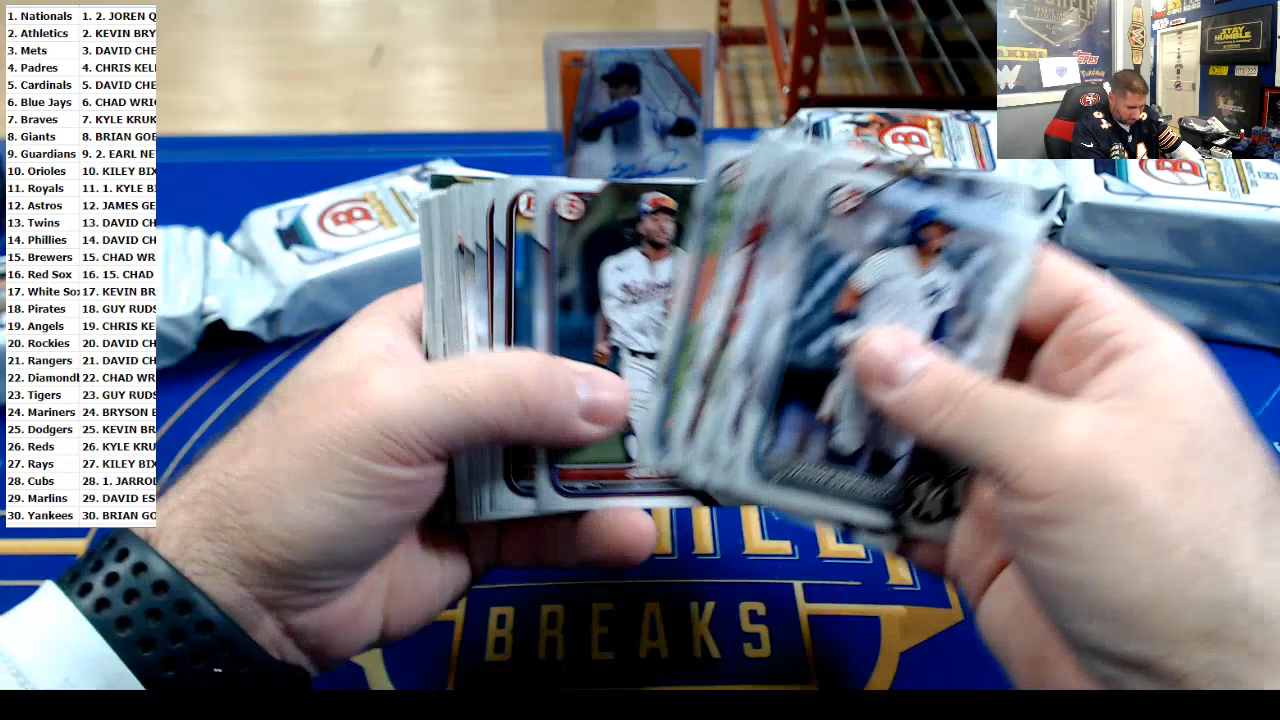 1. Nationals 1. 2. JOREN Q
2. Athletics 2. KEVIN BRY
3. Mets 3. DAVID CHE
4. Padres 4. CHRIS KELL
5. Cardinals 5. DAVID CHE
6. Blue Jays 6. CHAD WRI
7. Braves 7. KYLE KRUK
8. Giants 8. BRIAN GOE
9. Guardians 9. 2. EARL NE
10. Orioles 10. KILEY BIX
11. Royals 11. 1. KYLE B
12. Astros 12. JAMES GE
13. Twins 13. DAVID CH
14. Phillies 14. DAVID CH
15. Brewers 15. CHAD WR
16. Red Sox 16. 15. CHAD
17. White Sox 17. KEVIN BR
18. Pirates 18. GUY RUDS
19. Angels 19. CHRIS KE
20. Rockies 20. DAVID CH
21. Rangers 21. DAVID CH
22. Diamond 22. CHAD WR
23. Tigers 23. GUY RUDS
24. Mariners 24. BRYSON E
25. Dodgers 25. KEVIN BR
26. Reds 26. KYLE KRU
27. Rays 27. KILEY BIX
28. Cubs 28. 1. JARROD
29. Marlins 29. DAVID ES
30. Yankees 30. BRIAN GO
STAY
HUMBLE
PANINI
Topps
POKEMON
BREAKS